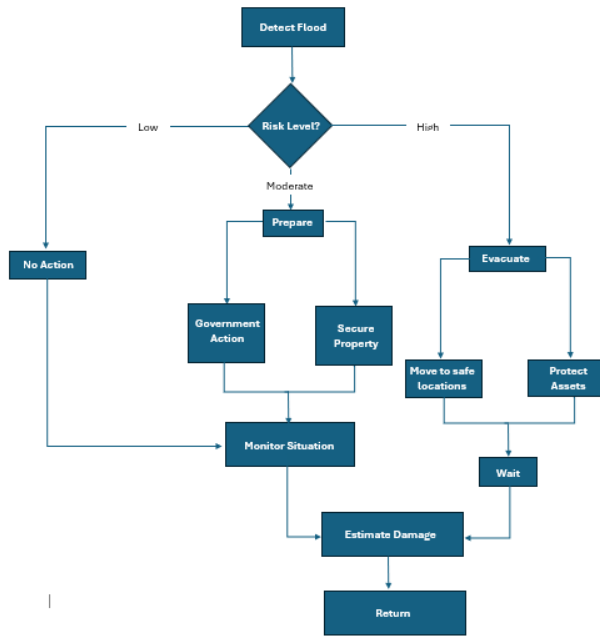 Detect Flood
Risk Level?
Low
High
Moderate
Prepare
No Action
Evacuate
Government
Action
Secure
Property
Move to safe
locations
Protect
Assets
Monitor Situation
Wait
Estimate Damage
Return